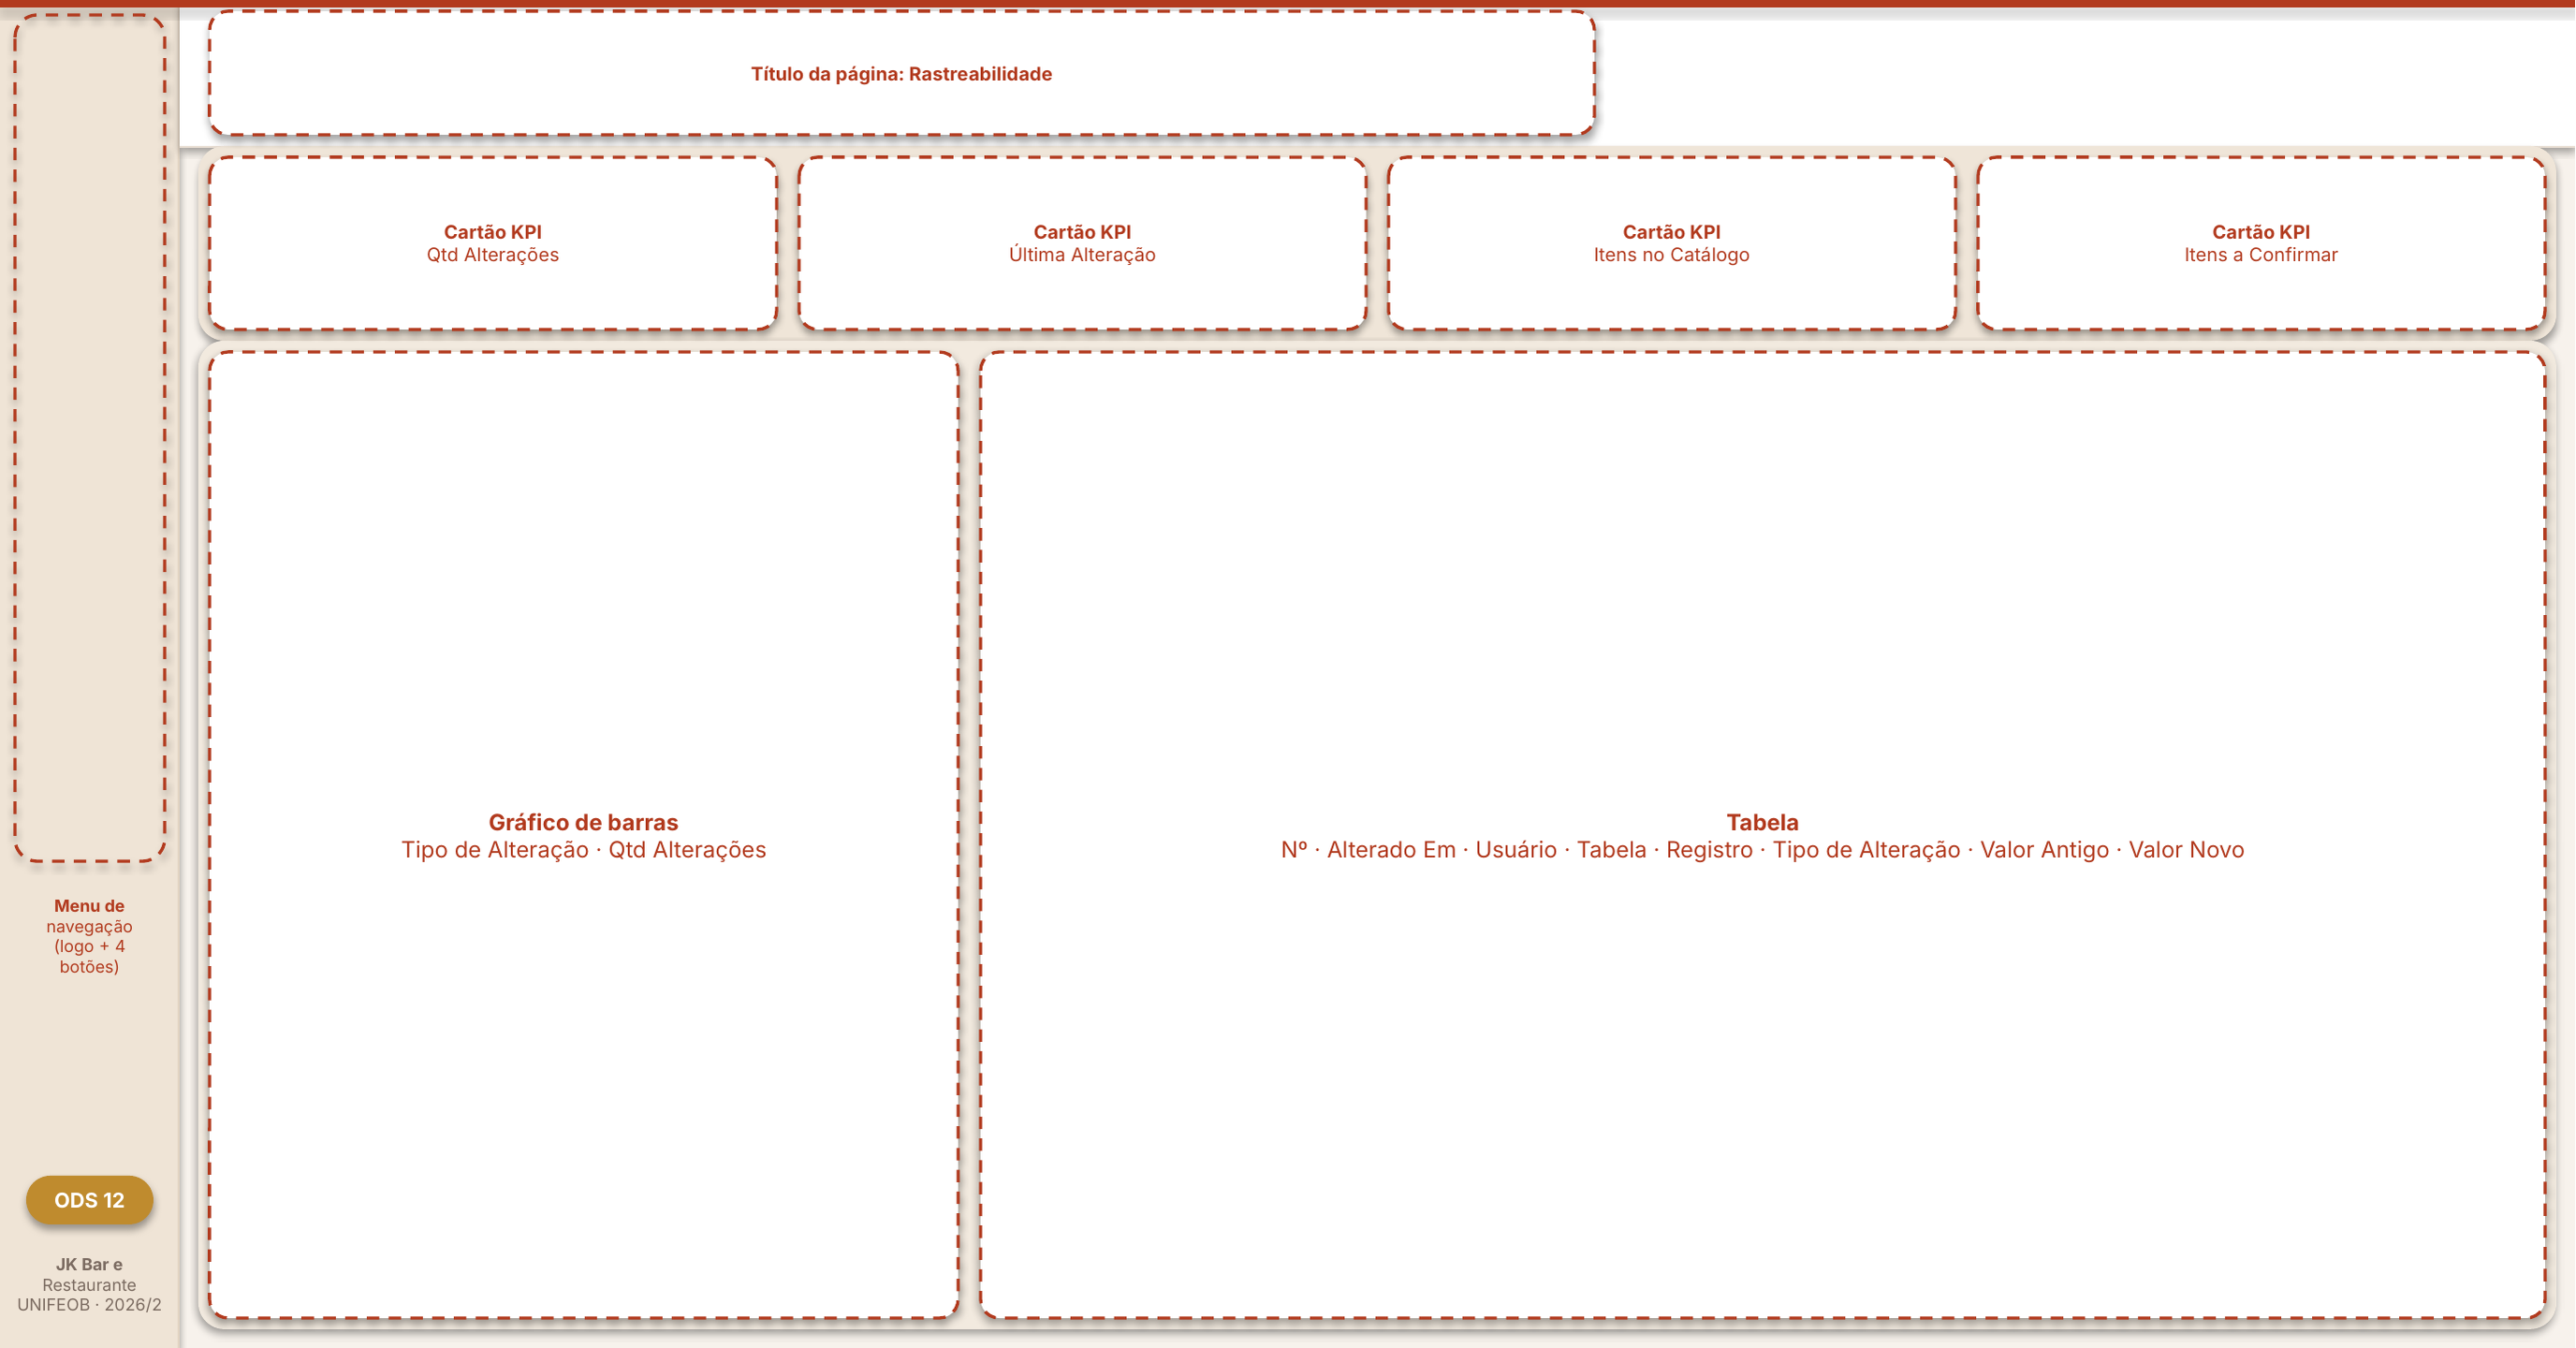 Título da página: Rastreabilidade
Cartão KPI
Qtd Alterações
Cartão KPI
Última Alteração
Cartão KPI
Itens no Catálogo
Cartão KPI
Itens a Confirmar
Gráfico de barras
Tipo de Alteração · Qtd Alterações
Tabela
Nº · Alterado Em · Usuário · Tabela · Registro · Tipo de Alteração · Valor Antigo · Valor Novo
Menu de
navegação
(logo + 4
botões)
ODS 12
JK Bar e
Restaurante
UNIFEOB · 2026/2